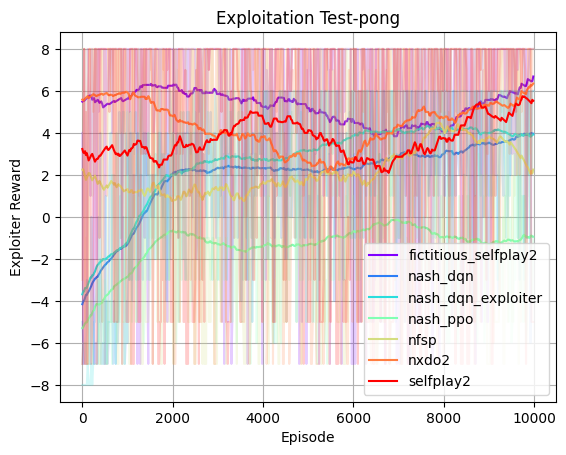 Exploitation Test-pong
Exploiter Reward
8
6
4
2
0
−2
−4
−6
−8
fictitious_selfplay2
nash_dqn
nash_dqn_exploiter
nash_ppo
nfsp
nxdo2
selfplay2
0 2000 4000 6000 8000 10000
Episode